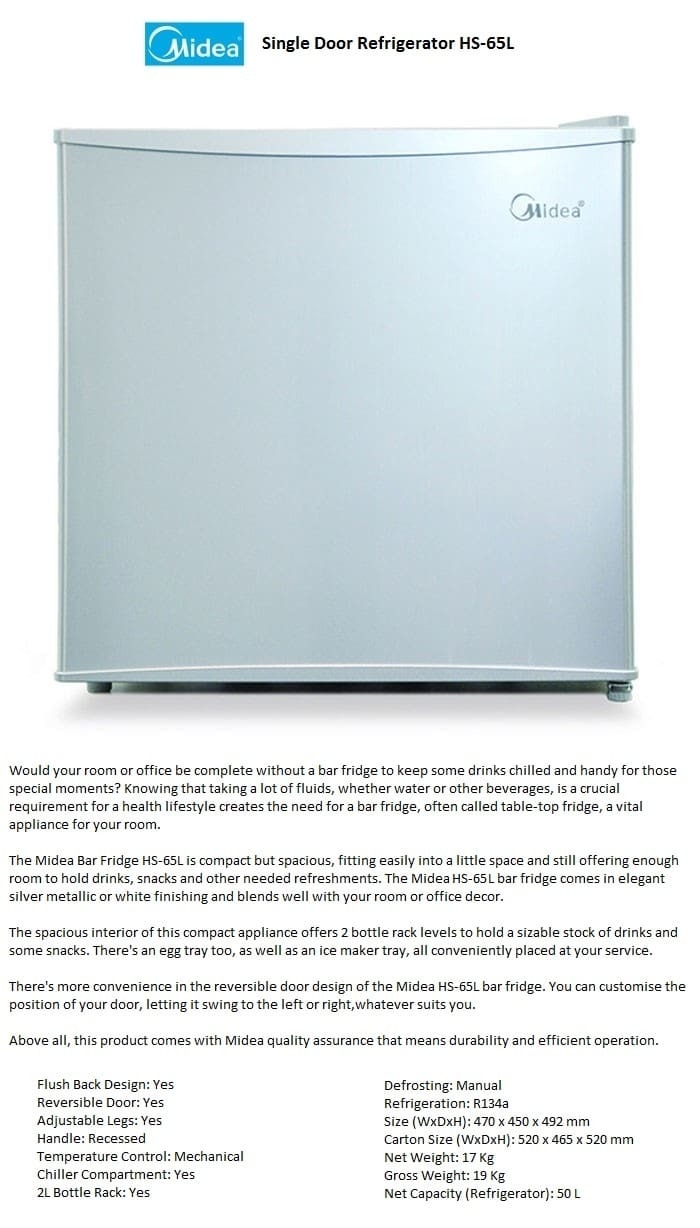 Midea
Single Door Refrigerator HS-65L
Midea®
Would your room or office be complete without a bar fridge to keep some drinks chilled and handy for those
special moments? Knowing that taking a lot of fluids, whether water or other beverages, is a crucial
requirement for a health lifestyle creates the need for a bar fridge, often called table-top fridge, a vital
appliance for your room.
The Midea Bar Fridge HS-65L is compact but spacious, fitting easily into a little space and still offering enough
room to hold drinks, snacks and other needed refreshments. The Midea HS-65L bar fridge comes in elegant
silver metallic or white finishing and blends well with your room or office decor.
The spacious interior of this compact appliance offers 2 bottle rack levels to hold a sizable stock of drinks and
some snacks. There's an egg tray too, as well as an ice maker tray, all conveniently placed at your service.
There's more convenience in the reversible door design of the Midea HS-65L bar fridge. You can customise the
position of your door, letting it swing to the left or right,whatever suits you.
Above all, this product comes with Midea quality assurance that means durability and efficient operation.
Flush Back Design: Yes
Reversible Door: Yes
Adjustable Legs: Yes
Handle: Recessed
Temperature Control: Mechanical
Chiller Compartment: Yes
2L Bottle Rack: Yes
Defrosting: Manual
Refrigeration: R134a
Size (WxDxH): 470 x 450 x 492 mm
Carton Size (WxDxH): 520 x 465 x 520 mm
Net Weight: 17 Kg
Gross Weight: 19 Kg
Net Capacity (Refrigerator): 50 L